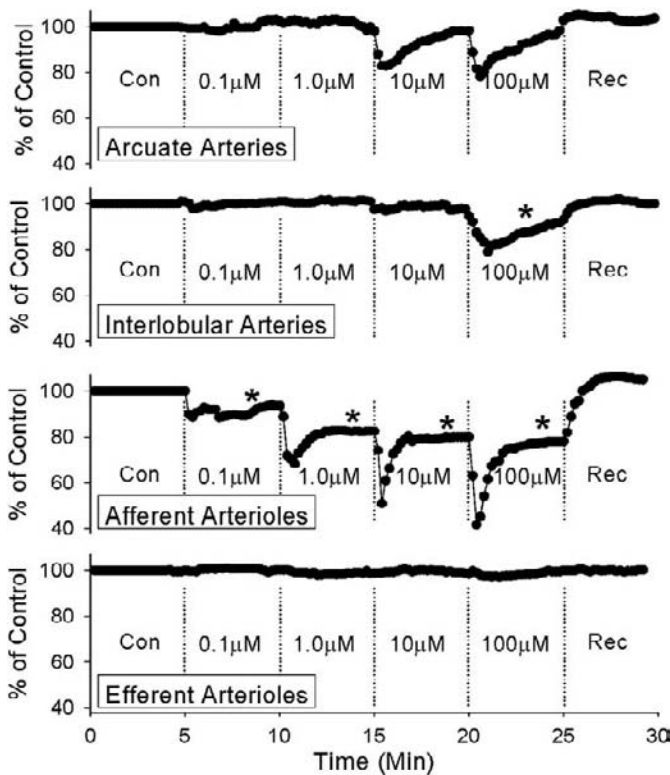 % of Control
100
80
60
40
Con 0.1μM 1.0μM 10μM 100μM Rec
Arcuate Arteries
% of Control
100
80
60
40
*
Con 0.1μM 1.0μM 10μM 100μM Rec
Interlobular Arteries
% of Control
100
80
60
40
* * * *
Con 0.1μM 1.0μM 10μM 100μM Rec
Afferent Arterioles
% of Control
100
80
60
40
Con 0.1μM 1.0μM 10μM 100μM Rec
Efferent Arterioles
0 5 10 15 20 25 30
Time (Min)